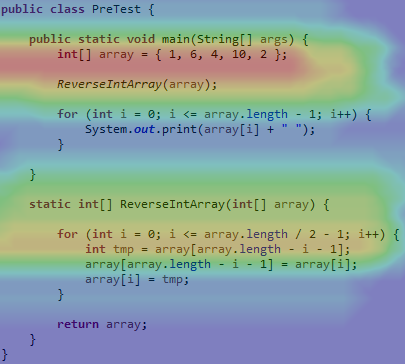 public class PreTest {
public static void main(String[] args) {
int[] array = { 1, 6, 4, 10, 2 };
ReverseIntArray(array);
for (int i = 0; i <= array.length - 1; i++) {
System.out.print(array[i] + " ");
}
}
static int[] ReverseIntArray(int[] array) {
for (int i = 0; i <= array.length / 2 - 1; i++) {
int tmp = array[array.length - i - 1];
array[array.length - i - 1] = array[i];
array[i] = tmp;
}
return array;
}
}